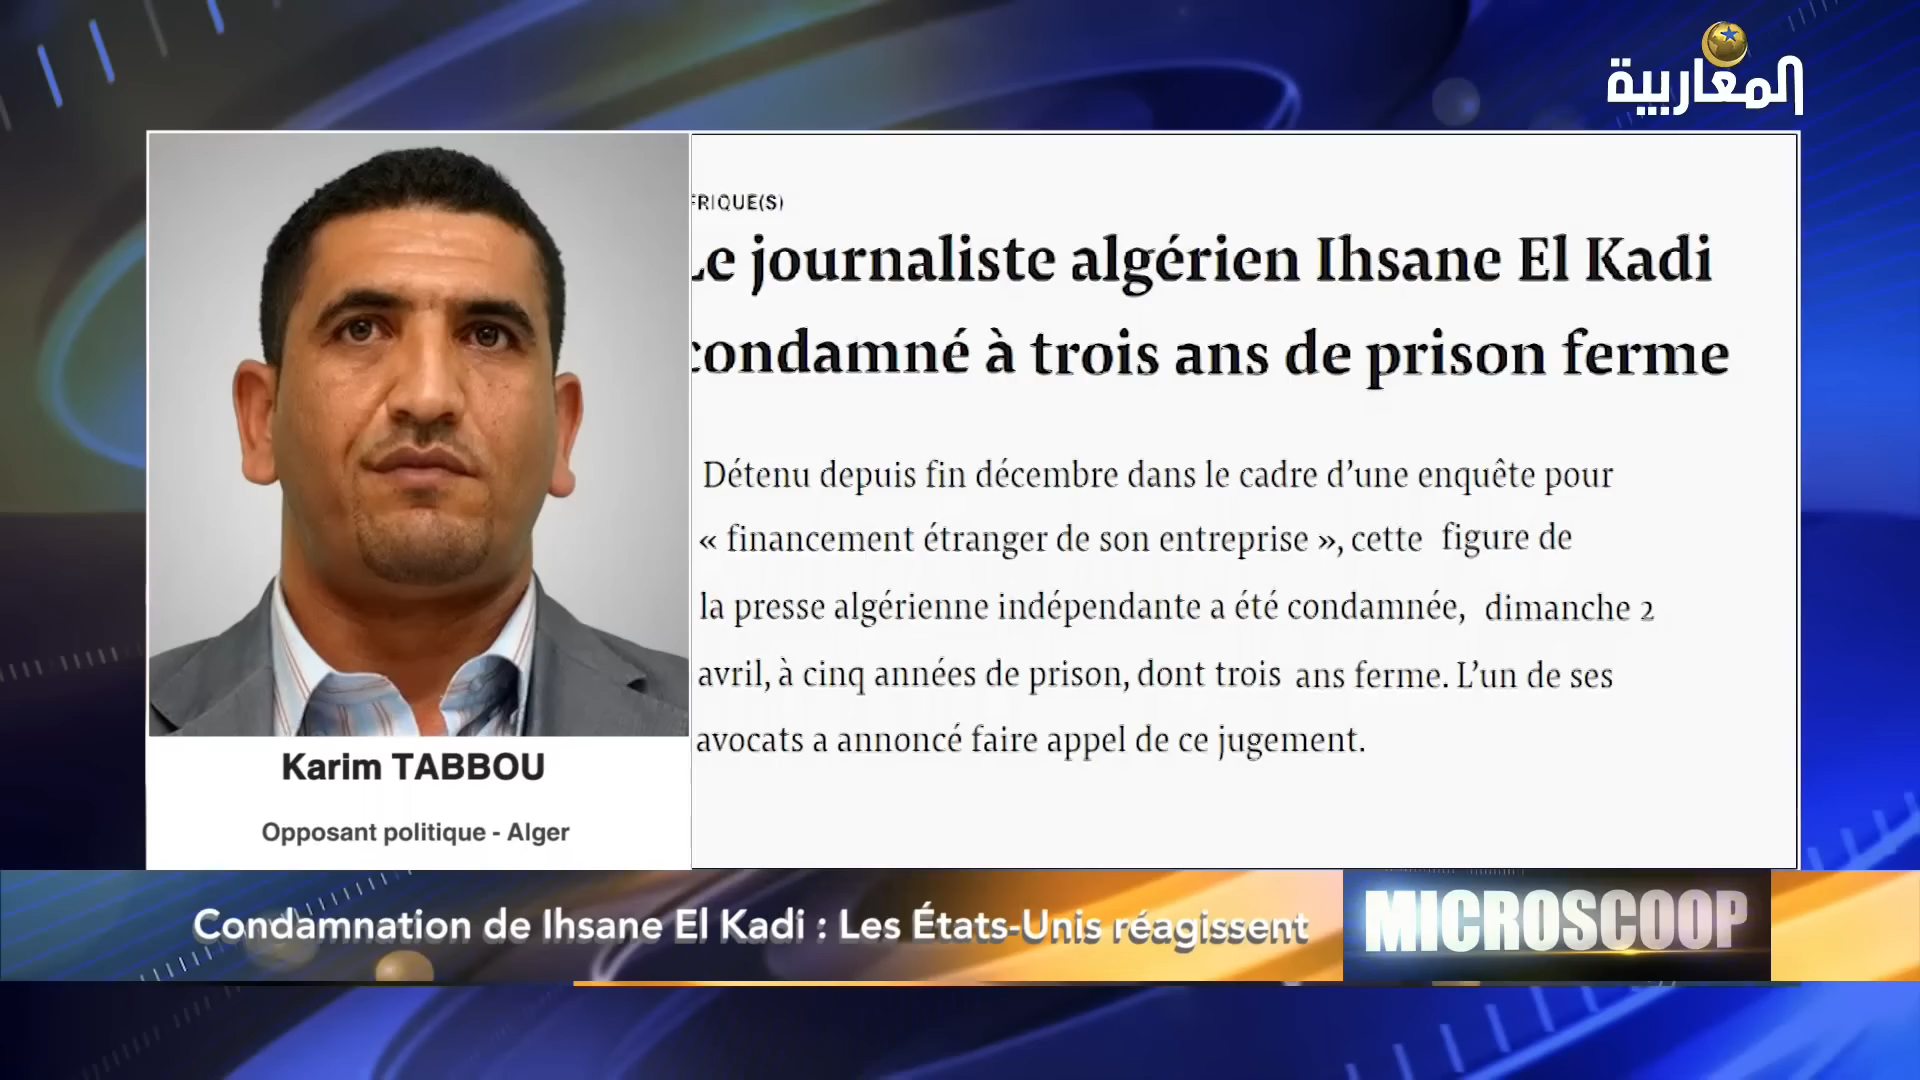 المغاربية
FRIQUE(S)
Le journaliste algérien Ihsane El Kadi
condamné à trois ans de prison ferme
Détenu depuis fin décembre dans le cadre d’une enquête pour
« financement étranger de son entreprise », cette figure de
la presse algérienne indépendante a été condamnée, dimanche 2
avril, à cinq années de prison, dont trois ans ferme. L’un de ses
avocats a annoncé faire appel de ce jugement.
Karim TABBOU
Opposant politique - Alger
Condamnation de Ihsane El Kadi : Les États-Unis réagissent
MICROSCOOP